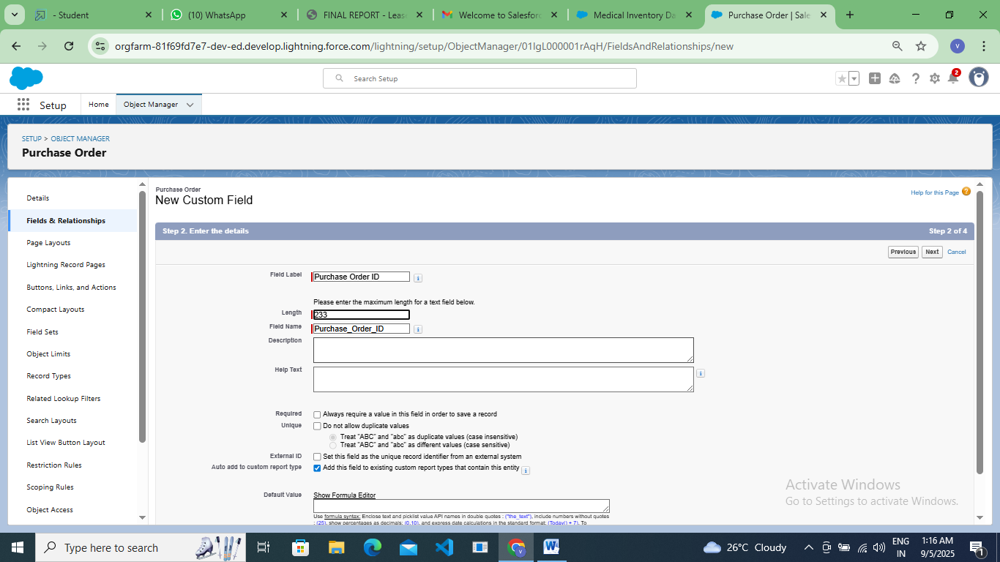 - Student
(10) WhatsApp
FINAL REPORT - Lease
Welcome to Salesforc
Medical Inventory Da
Purchase Order | Sale
orgfarm-81f69fd7e7-dev-ed.develop.lightning.force.com/lightning/setup/ObjectManager/01IgL000001rAqH/FieldsAndRelationships/new
V
Search Setup
2
Setup
Home
Object Manager
SETUP > OBJECT MANAGER
Purchase Order
Details
Fields & Relationships
Page Layouts
Lightning Record Pages
Buttons, Links, and Actions
Compact Layouts
Field Sets
Object Limits
Record Types
Related Lookup Filters
Search Layouts
List View Button Layout
Restriction Rules
Scoping Rules
Object Access
Purchase Order
New Custom Field
Help for this Page
Step 2. Enter the details
Step 2 of 4
Previous Next Cancel
Field Label Purchase Order ID
Please enter the maximum length for a text field below.
Length 233
Field Name Purchase_Order_ID
Description
Help Text
Required Always require a value in this field in order to save a record
Unique Do not allow duplicate values
Treat "ABC" and "abc" as duplicate values (case insensitive)
Treat "ABC" and "abc" as different values (case sensitive)
External ID Set this field as the unique record identifier from an external system
Auto add to custom report type Add this field to existing custom report types that contain this entity
Default Value Show Formula Editor
Use formula syntax: Enclose text and picklist value API names in double quotes : ("the_text"), include numbers without quotes
: (25), show percentages as decimals: (0.10), and express date calculations in the standard format: (Today() + 7). To
Activate Windows
Go to Settings to activate Windows.
Type here to search
26°C Cloudy
ENG
IN
1:16 AM
9/5/2025
1